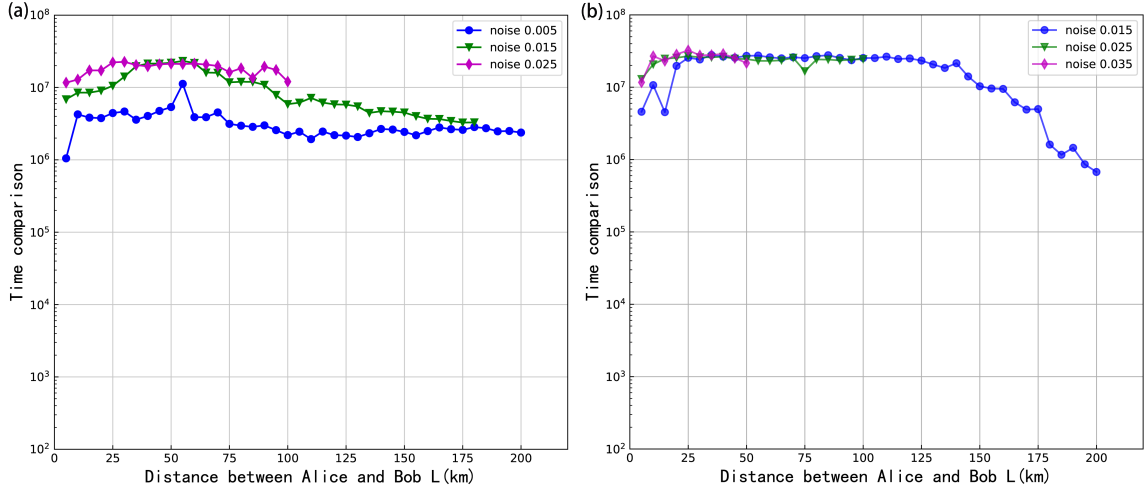 (a)
10^8
10^7
10^6
10^5
10^4
10^3
10^2
Time comparison
noise 0.005
noise 0.015
noise 0.025
0 25 50 75 100 125 150 175 200
Distance between Alice and Bob L(km)
(b)
10^8
10^7
10^6
10^5
10^4
10^3
10^2
Time comparison
noise 0.015
noise 0.025
noise 0.035
0 25 50 75 100 125 150 175 200
Distance between Alice and Bob L(km)